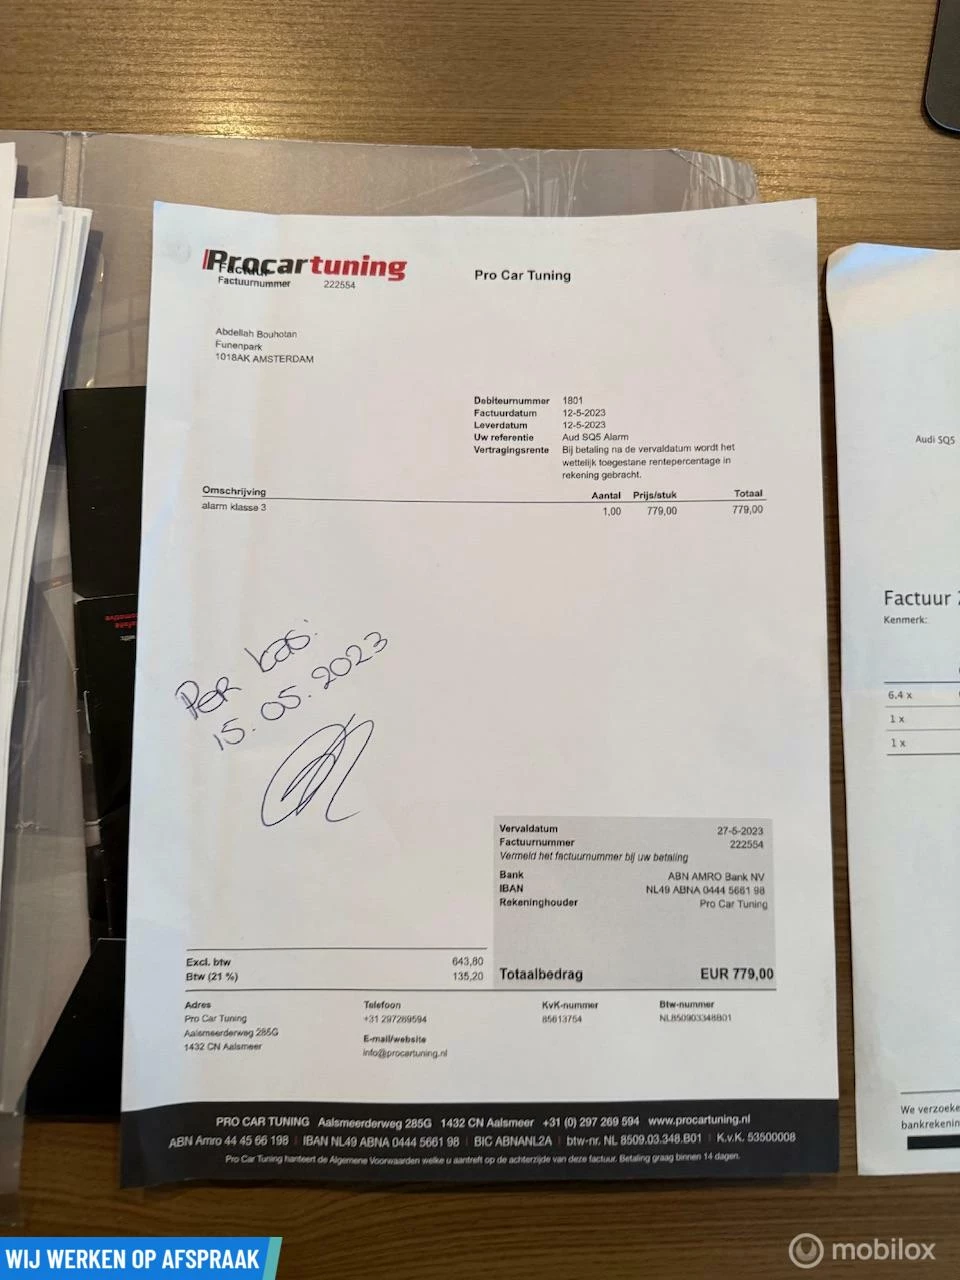 Procartuning
Factuur
Factuurnummer 222554
Pro Car Tuning
Abdellah Bouhotan
Funenpark
1018AK AMSTERDAM
Debiteurnummer 1801
Factuurdatum 12-5-2023
Leverdatum 12-5-2023
Uw referentie Aud SQ5 Alarm
Vertragingsrente Bij betaling na de vervaldatum wordt het
wettelijk toegestane rentepercentage in
rekening gebracht.
Omschrijving Aantal Prijs/stuk Totaal
alarm klasse 3 1,00 779,00 779,00
Per kas:
15.05.2023
Vervaldatum 27-5-2023
Factuurnummer 222554
Vermeld het factuurnummer bij uw betaling
Bank ABN AMRO Bank NV
IBAN NL49 ABNA 0444 5661 98
Rekeninghouder Pro Car Tuning
Excl. btw 643,80
Btw (21 %) 135,20
Totaalbedrag EUR 779,00
Adres Telefoon KvK-nummer Btw-nummer
Pro Car Tuning +31 297269594 85613754 NL850903348B01
Aalsmeerderweg 285G E-mail/website
1432 CN Aalsmeer info@procartuning.nl
PRO CAR TUNING Aalsmeerderweg 285G 1432 CN Aalsmeer +31 (0) 297 269 594 www.procartuning.nl
ABN Amro 44 45 66 198 | IBAN NL49 ABNA 0444 5661 98 | BIC ABNANL2A | btw-nr. NL 8509.03.348.B01 | K.v.K. 53500008
Pro Car Tuning hanteert de Algemene Voorwaarden welke u aantreft op de achterzijde van deze factuur. Betaling graag binnen 14 dagen.
Audi SQ5
Factuur
Kenmerk:
6,4 x
1 x
1 x
We verzoeke
bankrekenin
WIJ WERKEN OP AFSPRAAK
mobilox